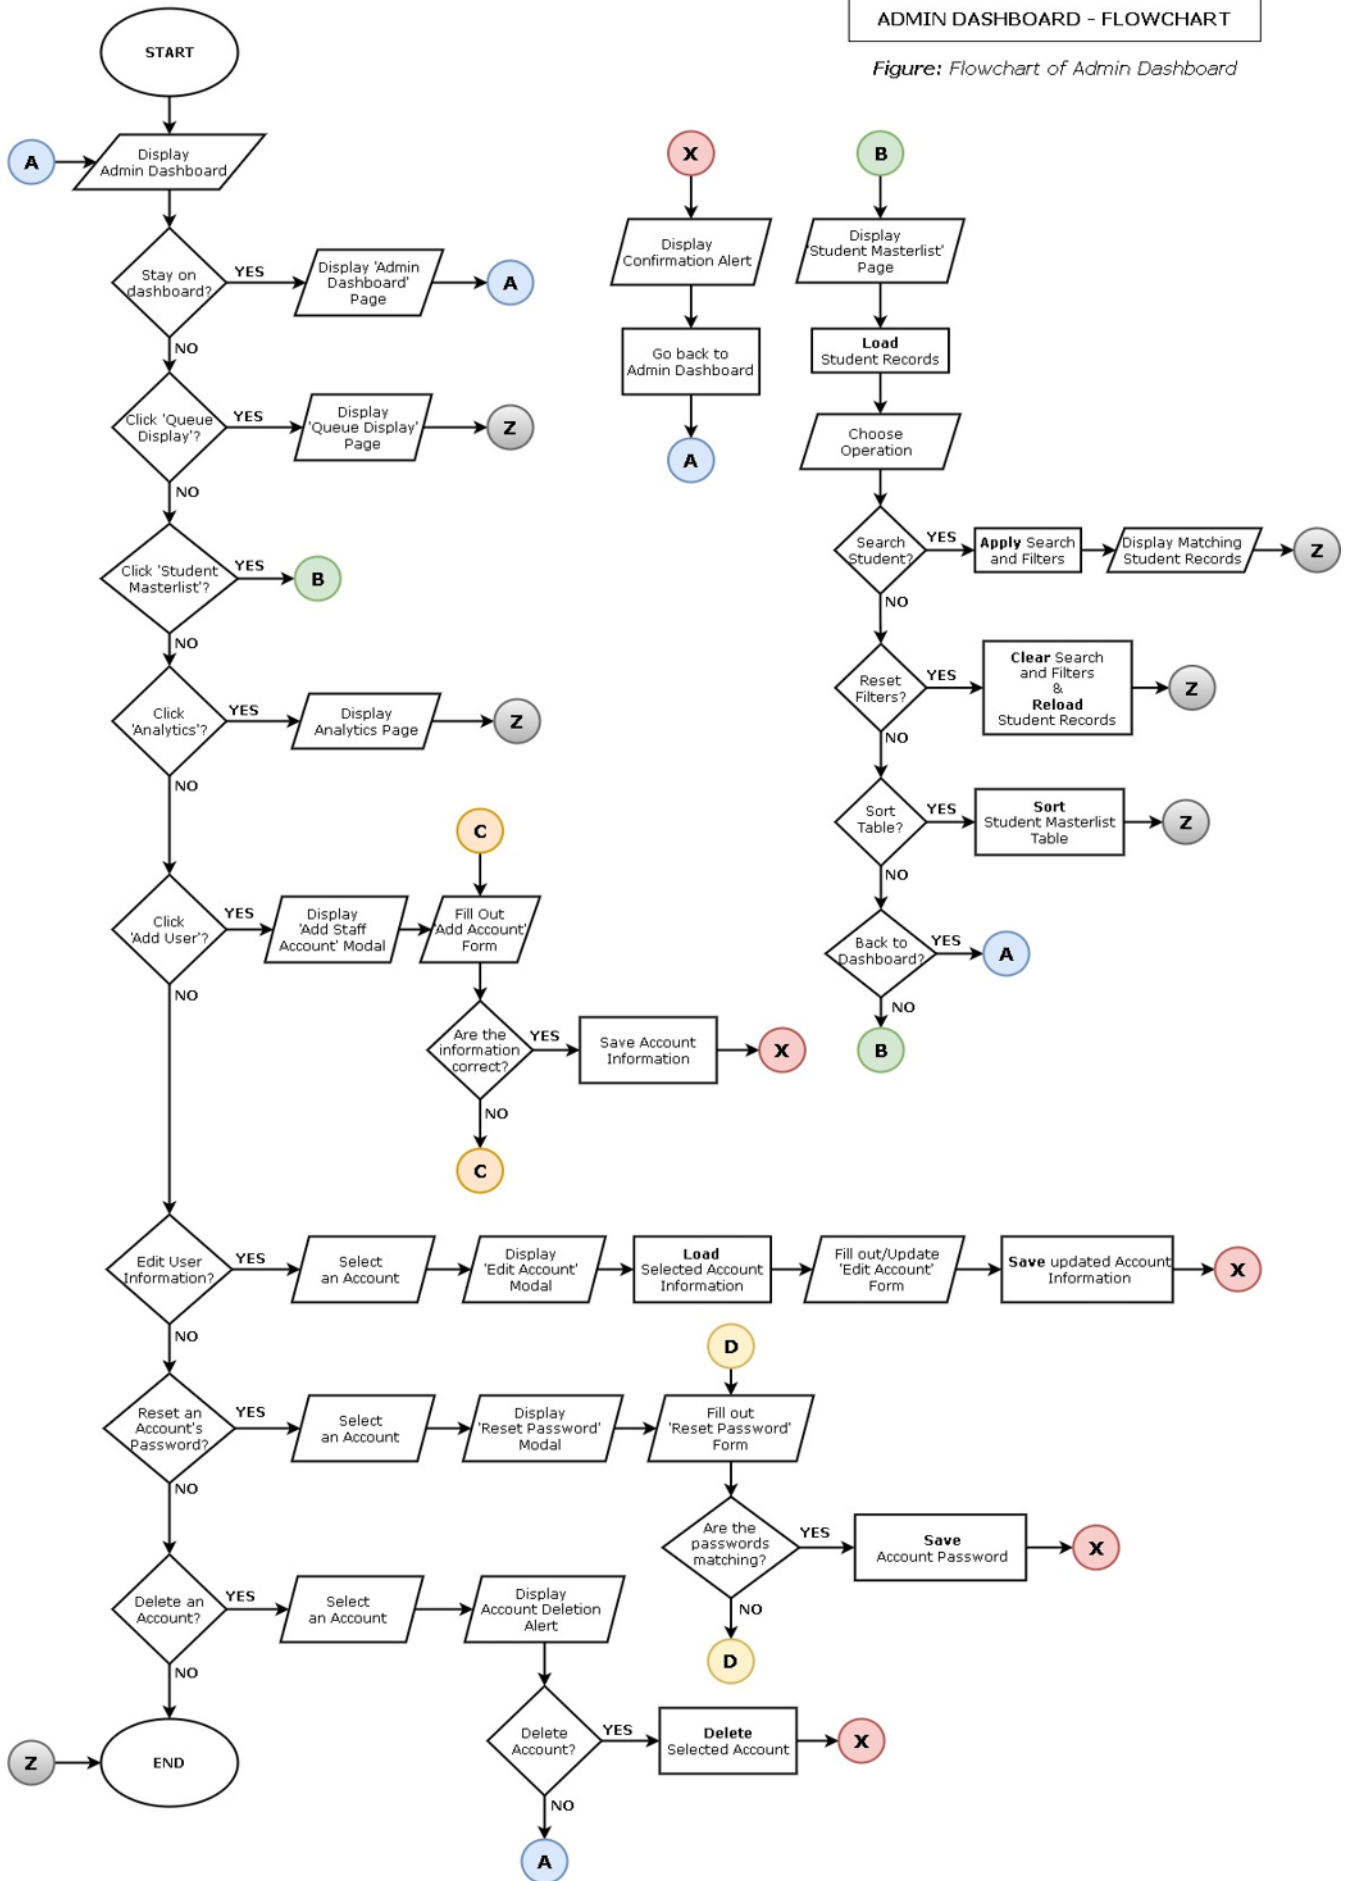 ADMIN DASHBOARD - FLOWCHART
Figure: Flowchart of Admin Dashboard
START
A
Display
Admin Dashboard
Stay on
dashboard?
YES
Display 'Admin
Dashboard'
Page
A
NO
Click 'Queue
Display'?
YES
Display
'Queue Display'
Page
Z
NO
Click 'Student
Masterlist'?
YES
B
NO
Click
'Analytics'?
YES
Display
Analytics Page
Z
NO
Click
'Add User'?
YES
Display
'Add Staff
Account' Modal
C
Fill Out
'Add Account'
Form
Are the
information
correct?
YES
Save Account
Information
X
NO
C
NO
Edit User
Information?
YES
Select
an Account
Display
'Edit Account'
Modal
Load
Selected Account
Information
Fill out/Update
'Edit Account'
Form
Save updated Account
Information
X
NO
Reset an
Account's
Password?
YES
Select
an Account
Display
'Reset Password'
Modal
D
Fill out
'Reset Password'
Form
Are the
passwords
matching?
YES
Save
Account Password
X
NO
D
NO
Delete an
Account?
YES
Select
an Account
Display
Account Deletion
Alert
Delete
Account?
YES
Delete
Selected Account
X
NO
A
NO
Z
END
X
Display
Confirmation Alert
Go back to
Admin Dashboard
A
B
Display
'Student Masterlist'
Page
Load
Student Records
Choose
Operation
Search
Student?
YES
Apply Search
and Filters
Display Matching
Student Records
Z
NO
Reset
Filters?
YES
Clear Search
and Filters
&
Reload
Student Records
Z
NO
Sort
Table?
YES
Sort
Student Masterlist
Table
Z
NO
Back to
Dashboard?
YES
A
NO
B